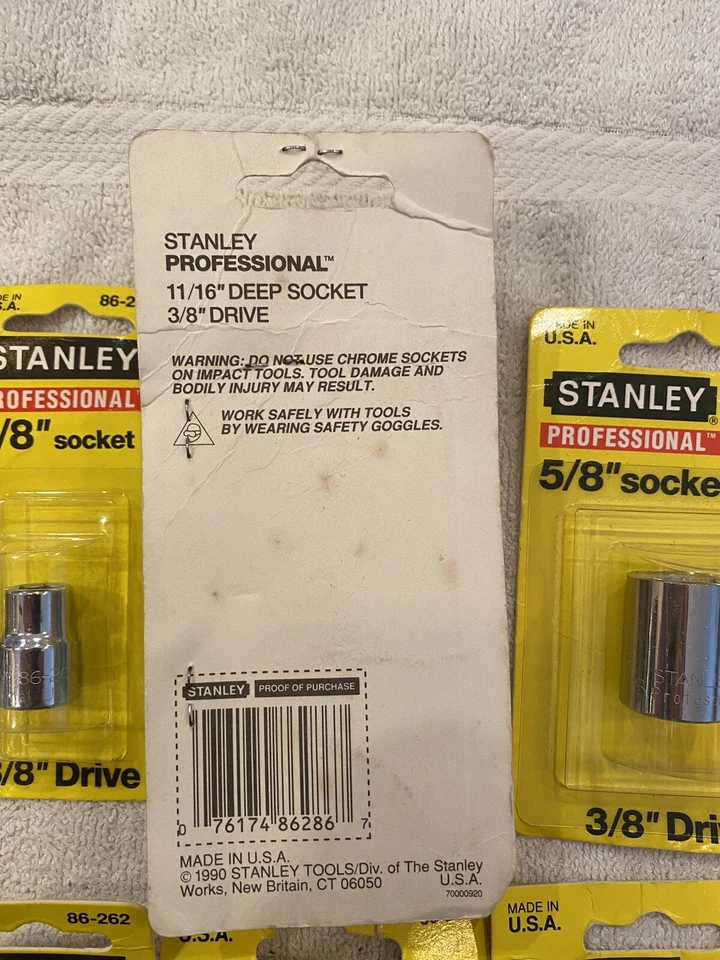 STANLEY
PROFESSIONAL™
11/16" DEEP SOCKET
3/8" DRIVE
WARNING: DO NOT USE CHROME SOCKETS
ON IMPACT TOOLS. TOOL DAMAGE AND
BODILY INJURY MAY RESULT.
WORK SAFELY WITH TOOLS
BY WEARING SAFETY GOGGLES.
STANLEY PROOF OF PURCHASE
0 76174 86286 7
MADE IN U.S.A.
© 1990 STANLEY TOOLS/Div. of The Stanley
Works, New Britain, CT 06050 U.S.A.
70000920
86-2
STANLEY
PROFESSIONAL
/8" socket
86-
/8" Drive
MADE IN
U.S.A.
STANLEY®
PROFESSIONAL™
5/8" socke
STANL
Profes
3/8" Dri
86-262
U.S.A.
MADE IN
U.S.A.